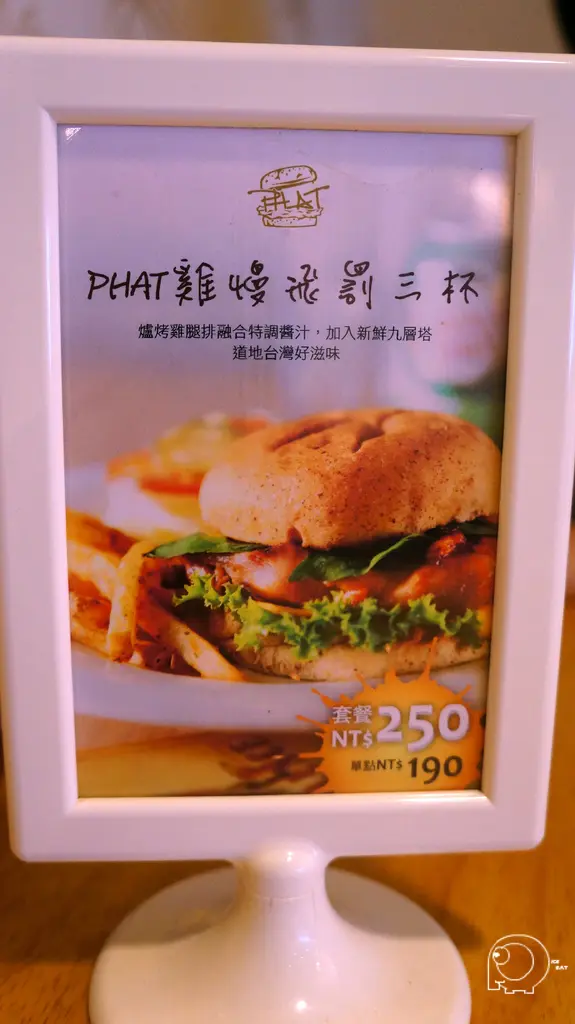 PHAT
PHAT雞慢飛罰三杯
爐烤雞腿排融合特調醬汁，加入新鮮九層塔
道地台灣好滋味
套餐
NT$250
單點NT$ 190